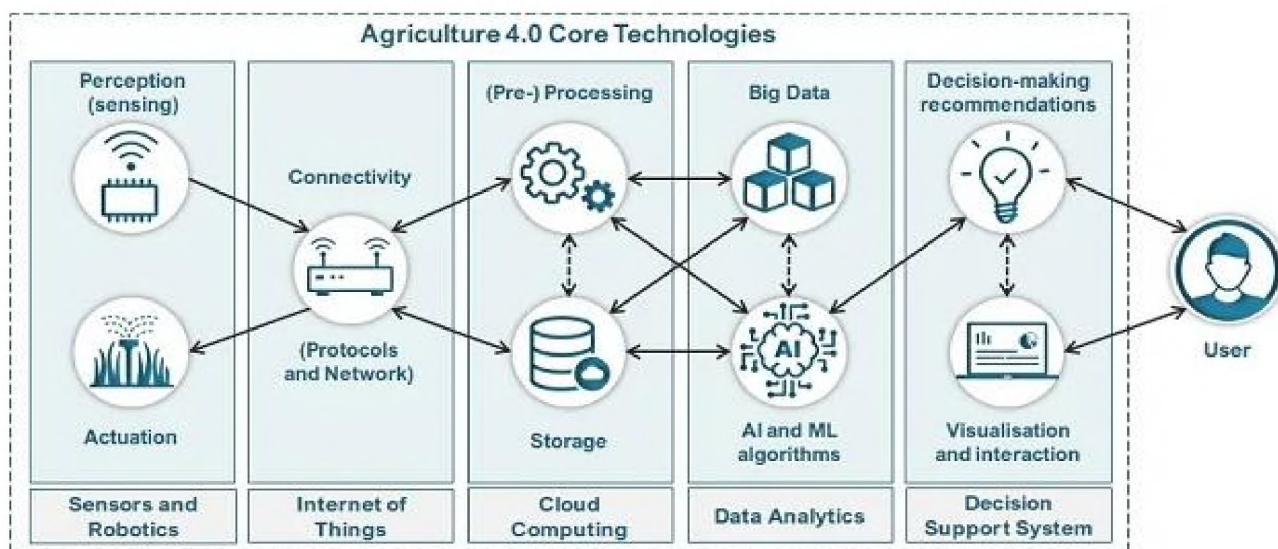 Agriculture 4.0 Core Technologies
Perception
(sensing)
Actuation
Sensors and
Robotics
Connectivity
(Protocols
and Network)
Internet of
Things
(Pre-) Processing
Storage
Cloud
Computing
Big Data
AI
AI and ML
algorithms
Data Analytics
Decision-making
recommendations
Visualisation
and interaction
Decision
Support System
User